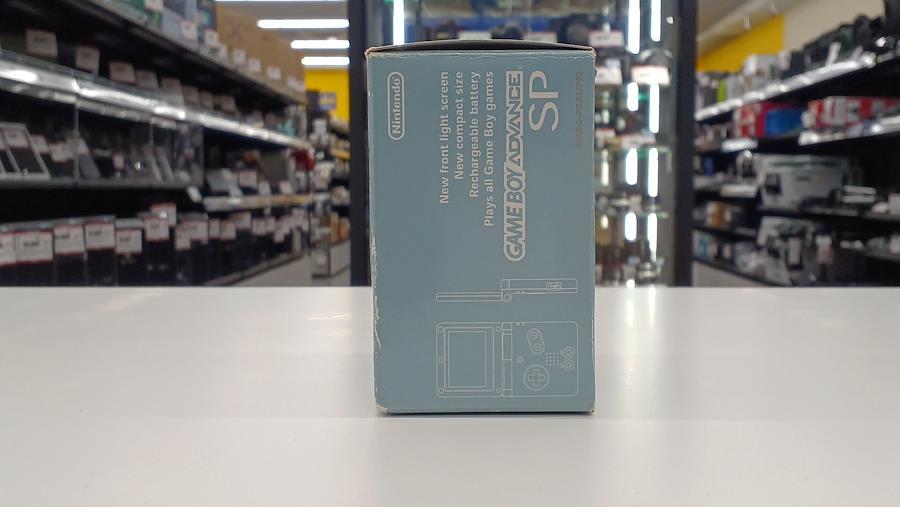 Nintendo
New front light screen
New compact size
Rechargeable battery
Plays all Game Boy games
GAME BOY ADVANCE
SP